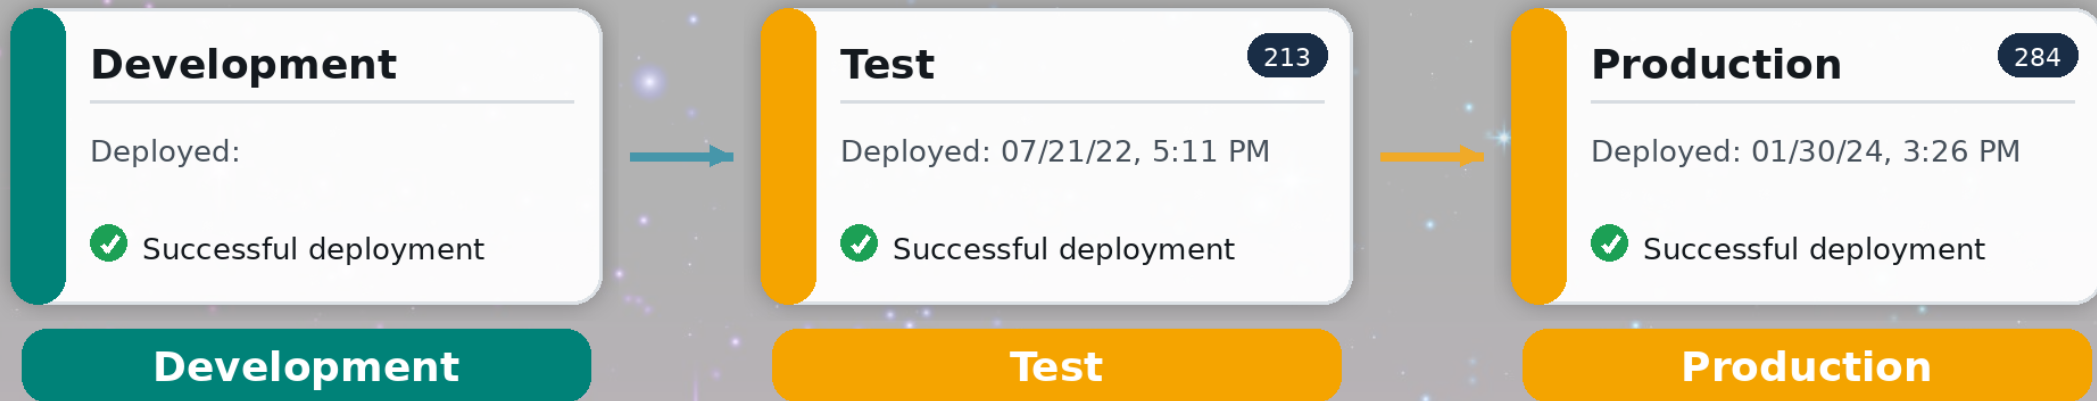 Development
Deployed:
Successful deployment
Development
Test
213
Deployed: 07/21/22, 5:11 PM
Successful deployment
Test
Production
284
Deployed: 01/30/24, 3:26 PM
Successful deployment
Production